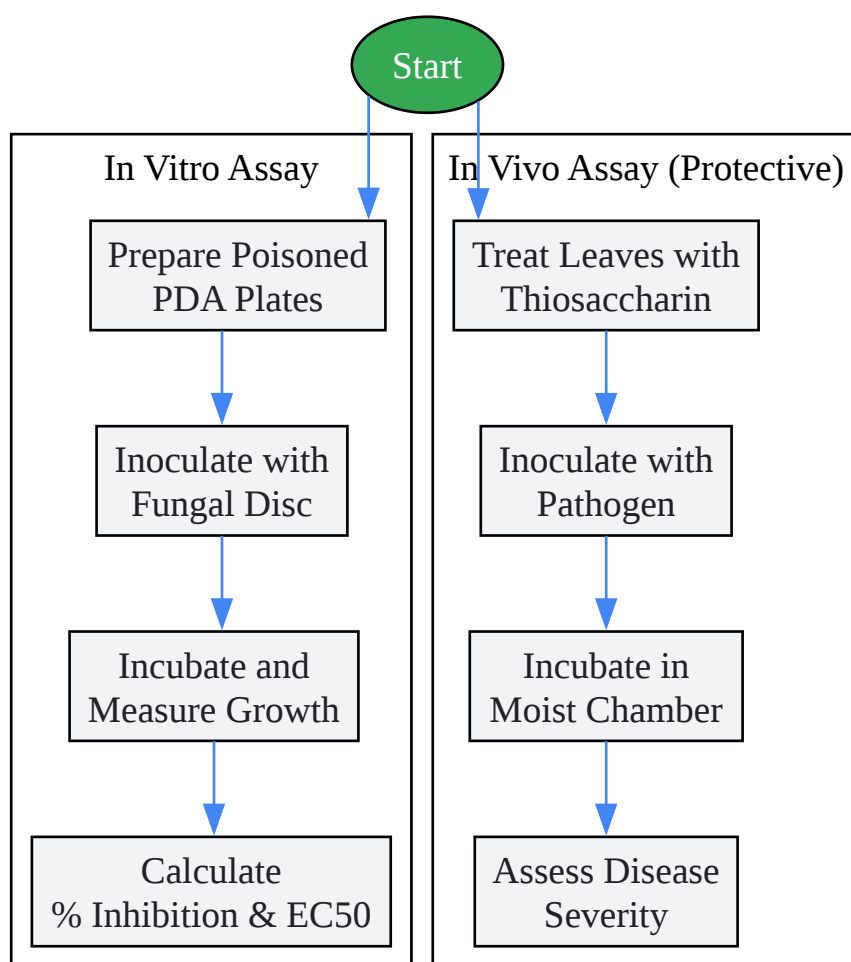 Start
In Vitro Assay
Prepare Poisoned
PDA Plates
Inoculate with
Fungal Disc
Incubate and
Measure Growth
Calculate
% Inhibition & EC50
In Vivo Assay (Protective)
Treat Leaves with
Thiosaccharin
Inoculate with
Pathogen
Incubate in
Moist Chamber
Assess Disease
Severity